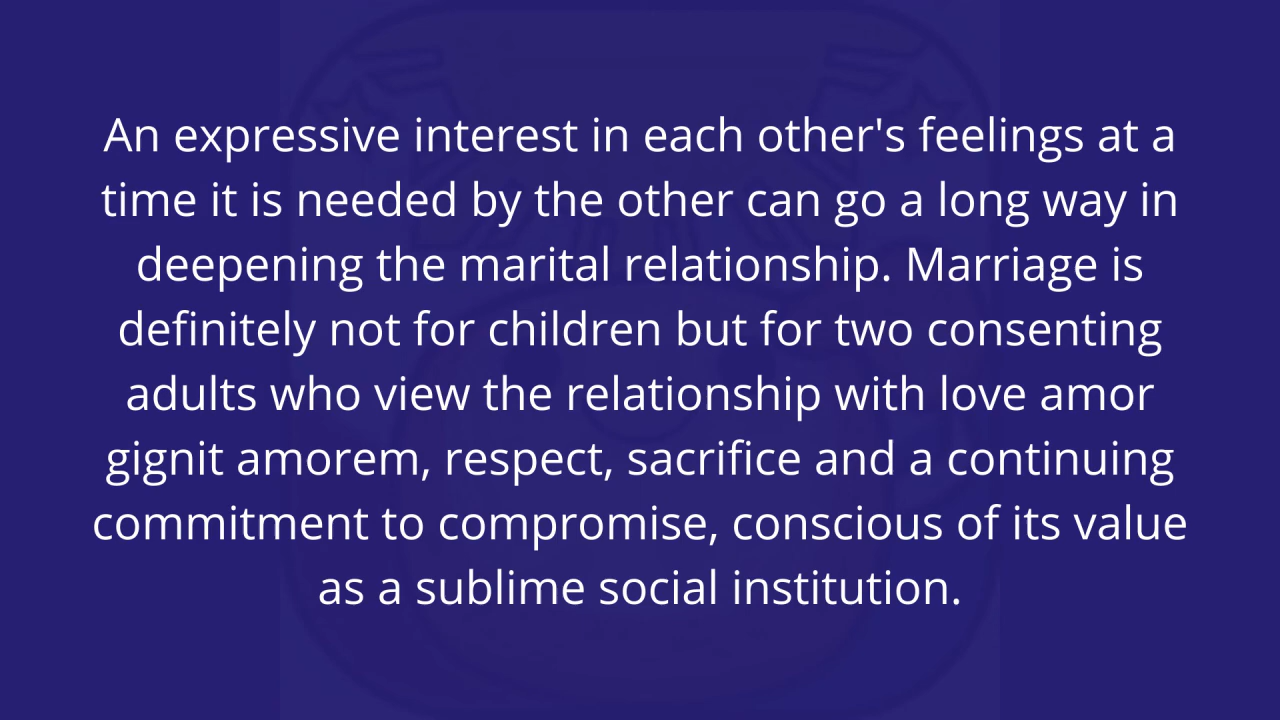 An expressive interest in each other's feelings at a
time it is needed by the other can go a long way in
deepening the marital relationship. Marriage is
definitely not for children but for two consenting
adults who view the relationship with love amor
gignit amorem, respect, sacrifice and a continuing
commitment to compromise, conscious of its value
as a sublime social institution.